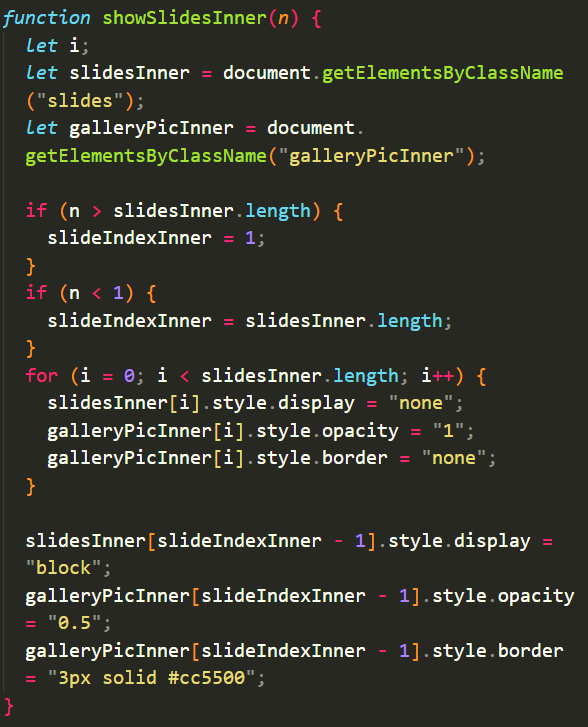 function showSlidesInner(n) {
let i;
let slidesInner = document.getElementsByClassName
("slides");
let galleryPicInner = document.
getElementsByClassName("galleryPicInner");
if (n > slidesInner.length) {
slideIndexInner = 1;
}
if (n < 1) {
slideIndexInner = slidesInner.length;
}
for (i = 0; i < slidesInner.length; i++) {
slidesInner[i].style.display = "none";
galleryPicInner[i].style.opacity = "1";
galleryPicInner[i].style.border = "none";
}
slidesInner[slideIndexInner - 1].style.display =
"block";
galleryPicInner[slideIndexInner - 1].style.opacity
= "0.5";
galleryPicInner[slideIndexInner - 1].style.border
= "3px solid #cc5500";
}